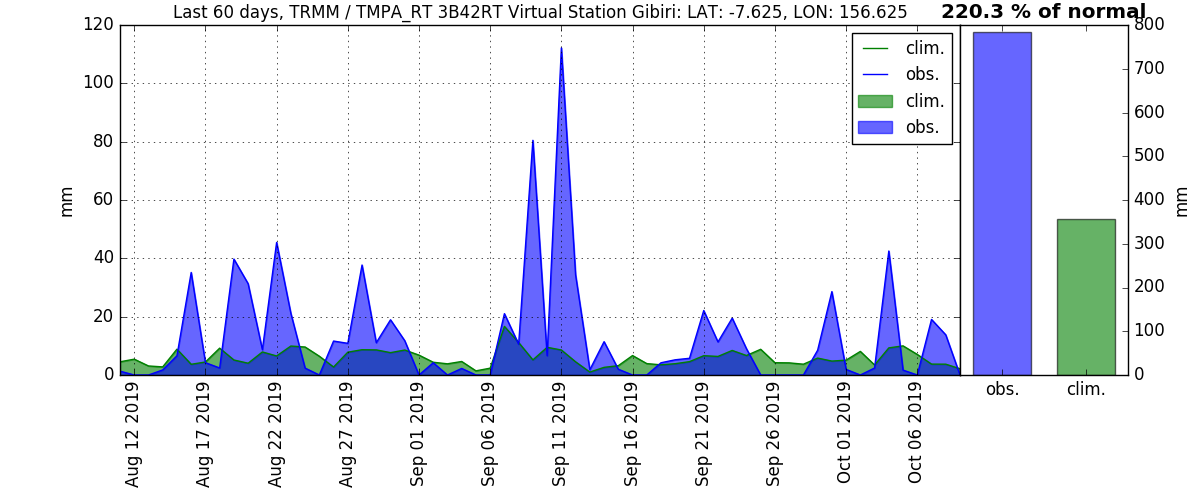 Last 60 days, TRMM / TMPA_RT 3B42RT Virtual Station Gibiri: LAT: -7.625, LON: 156.625
220.3 % of normal
120
100
80
60
40
20
0
mm
clim.
obs.
clim.
obs.
800
700
600
500
400
300
200
100
0
mm
obs.
clim.
Aug 12 2019
Aug 17 2019
Aug 22 2019
Aug 27 2019
Sep 01 2019
Sep 06 2019
Sep 11 2019
Sep 16 2019
Sep 21 2019
Sep 26 2019
Oct 01 2019
Oct 06 2019